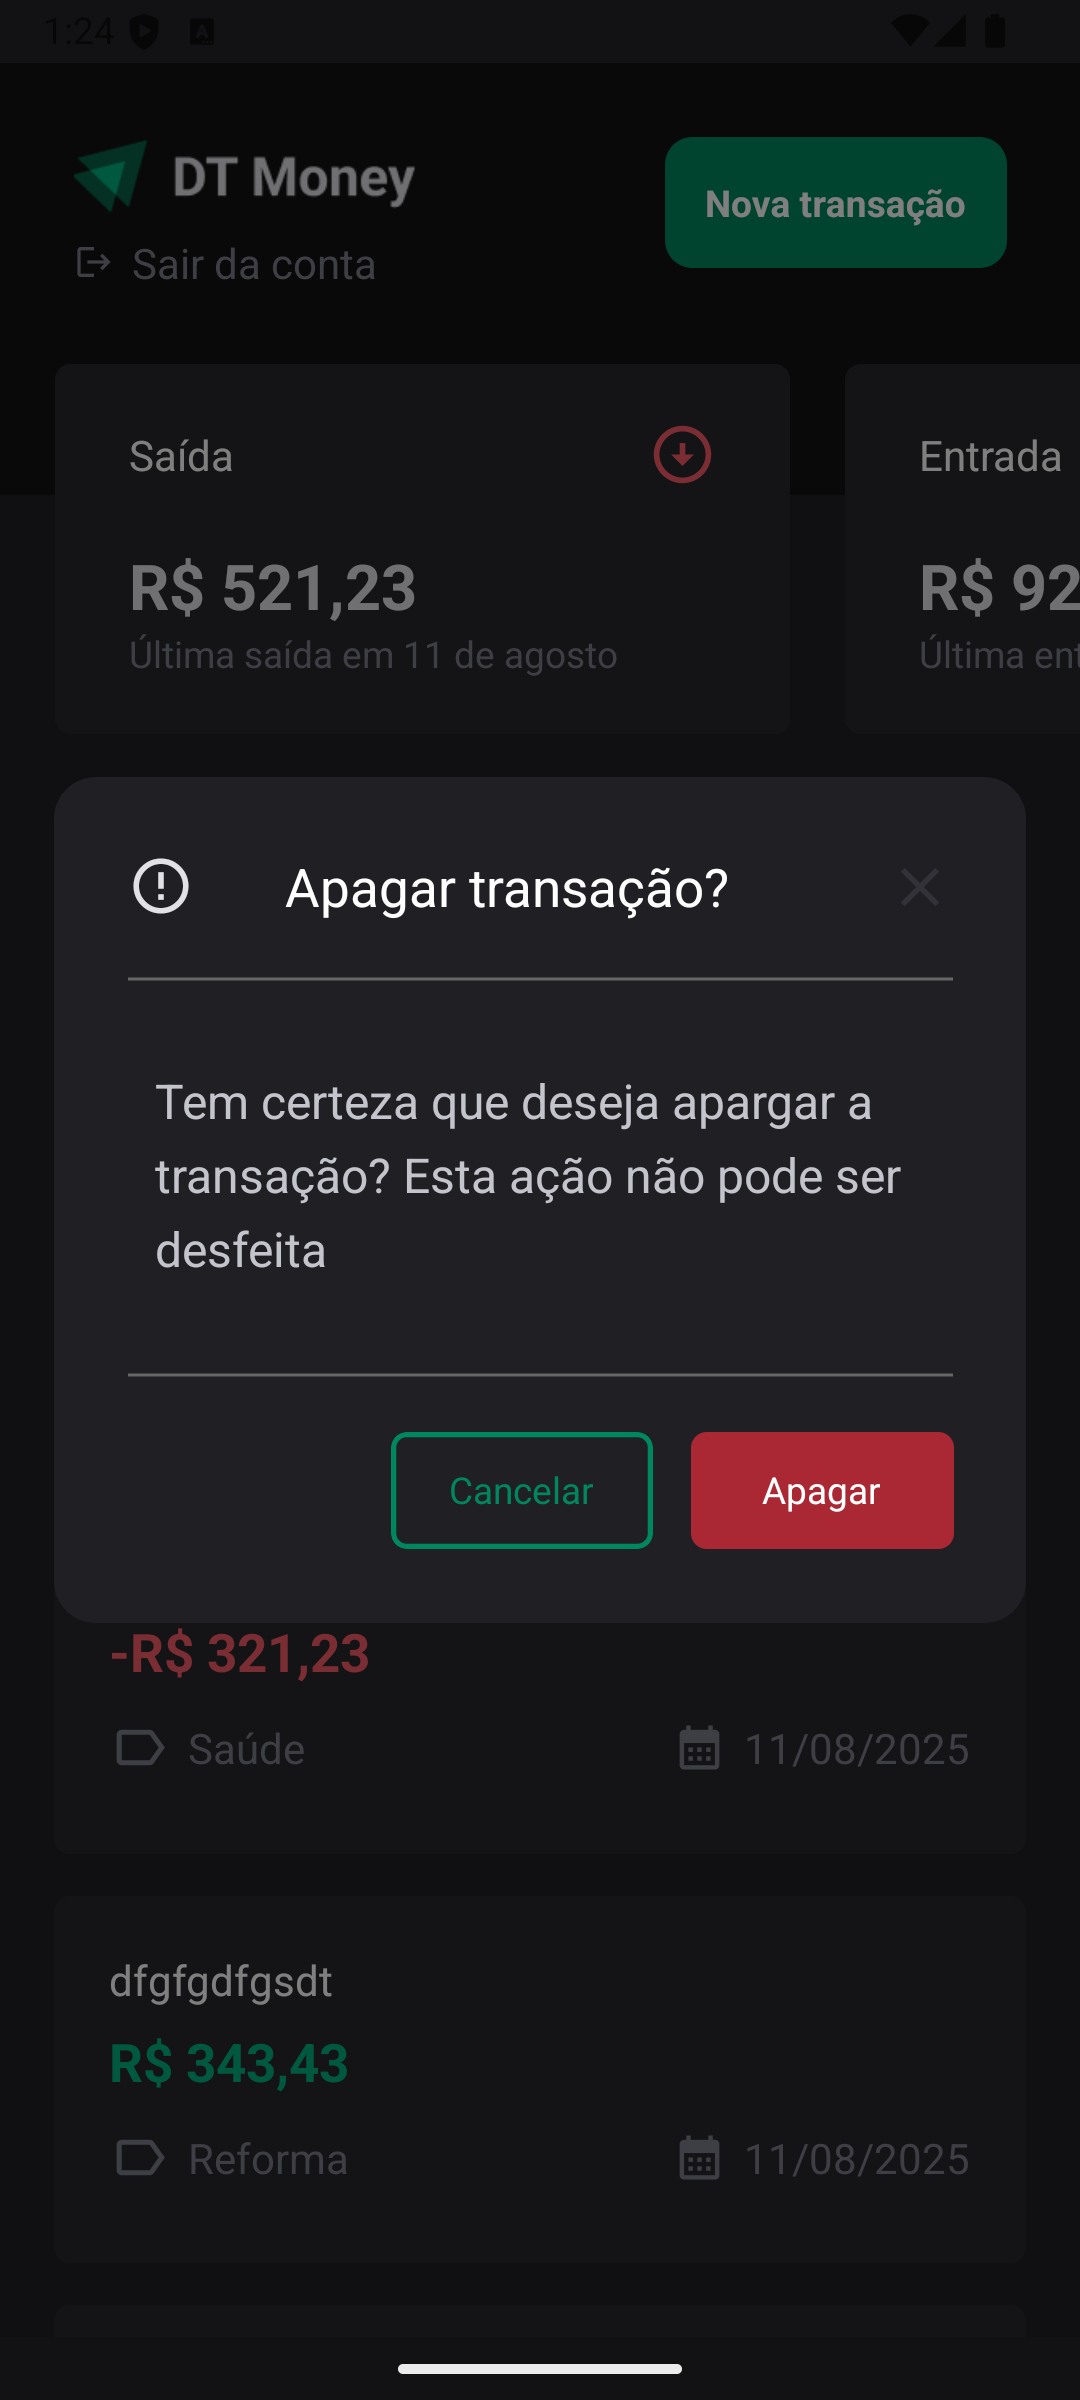 1:24
DT Money
Nova transação
Sair da conta
Saída
Entrada
R$ 521,23
R$ 92
Última saída em 11 de agosto
Última ent
Apagar transação?
Tem certeza que deseja apargar a
transação? Esta ação não pode ser
desfeita
Cancelar
Apagar
-R$ 321,23
Saúde
11/08/2025
dfgfgdfgsdt
R$ 343,43
Reforma
11/08/2025